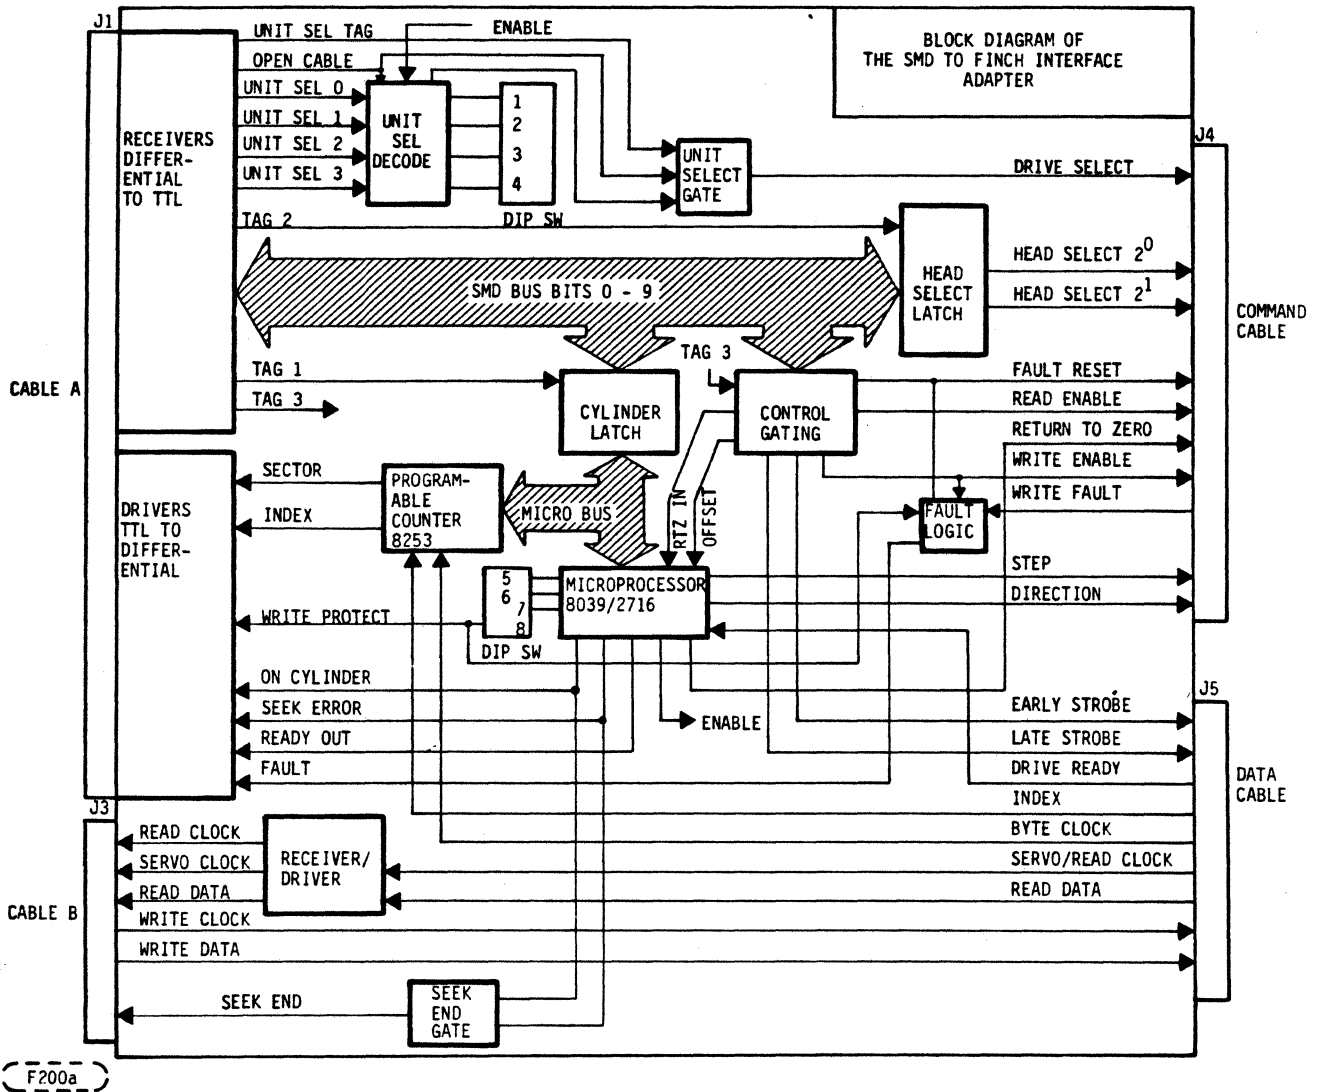 BLOCK DIAGRAM OF
THE SMD TO FINCH INTERFACE
ADAPTER
J1
UNIT SEL TAG
ENABLE
OPEN CABLE
UNIT SEL 0
UNIT SEL 1
UNIT SEL 2
UNIT SEL 3
UNIT
SEL
DECODE
1
2
3
4
DIP SW
RECEIVERS
DIFFER-
ENTIAL
TO TTL
UNIT
SELECT
GATE
J4
DRIVE SELECT
TAG 2
HEAD
SELECT
LATCH
HEAD SELECT 2^0
HEAD SELECT 2^1
SMD BUS BITS 0 - 9
COMMAND
CABLE
CABLE A
TAG 1
TAG 3
TAG 3
CYLINDER
LATCH
CONTROL
GATING
FAULT RESET
READ ENABLE
RETURN TO ZERO
WRITE ENABLE
WRITE FAULT
FAULT
LOGIC
SECTOR
INDEX
PROGRAM-
ABLE
COUNTER
8253
MICRO BUS
RTZ IN
OFFSET
DRIVERS
TTL TO
DIFFER-
ENTIAL
STEP
DIRECTION
5
6
7
8
DIP SW
MICROPROCESSOR
8039/2716
WRITE PROTECT
ON CYLINDER
SEEK ERROR
READY OUT
FAULT
ENABLE
J5
EARLY STROBE
LATE STROBE
DRIVE READY
INDEX
BYTE CLOCK
SERVO/READ CLOCK
READ DATA
DATA
CABLE
J3
READ CLOCK
SERVO CLOCK
READ DATA
WRITE CLOCK
WRITE DATA
RECEIVER/
DRIVER
CABLE B
SEEK END
SEEK
END
GATE
F200a